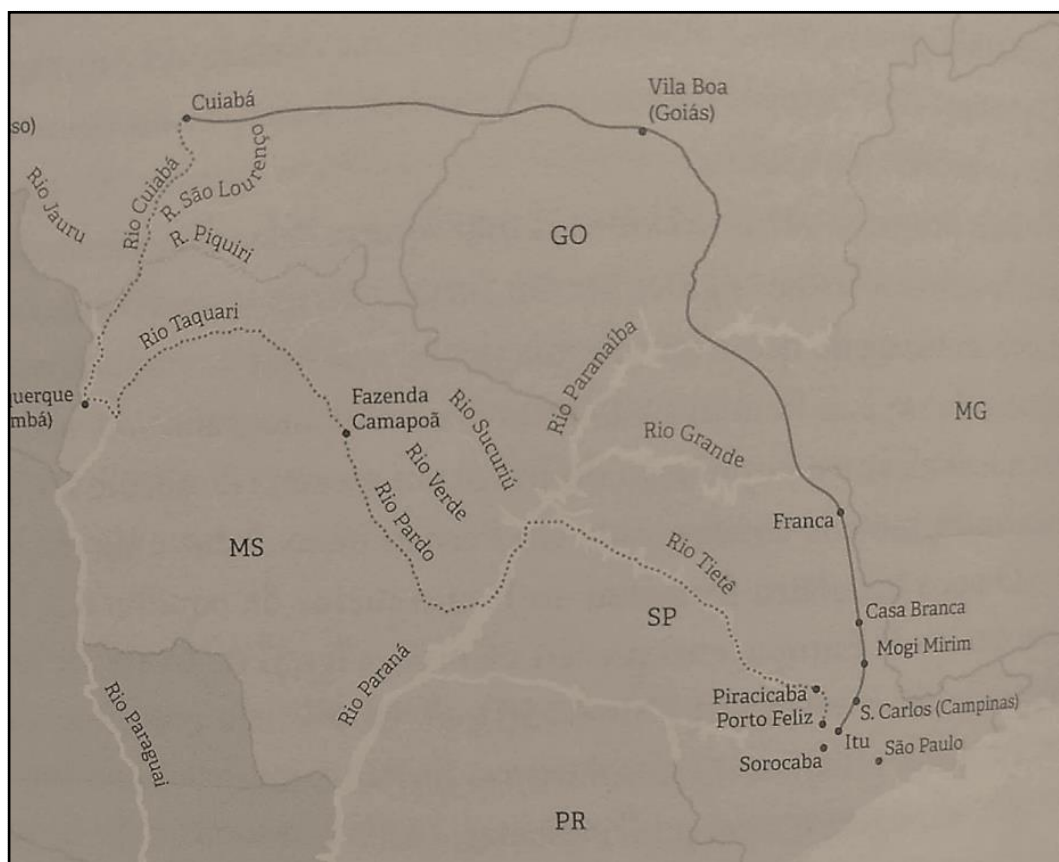 Cuiabá
Vila Boa
(Goiás)
so)
Rio Jauru
Rio Cuiabá
R. São Lourenço
R. Piquiri
GO
Rio Taquari
querque
mbá)
Fazenda
Camapoã
Rio Sucuriú
Rio Verde
Rio Pardo
Rio Paranaíba
Rio Grande
MG
Franca
MS
Rio Tietê
SP
Casa Branca
Mogi Mirim
Rio Paraná
Rio Paraguai
Piracicaba
Porto Feliz
S. Carlos (Campinas)
Itu
São Paulo
Sorocaba
PR